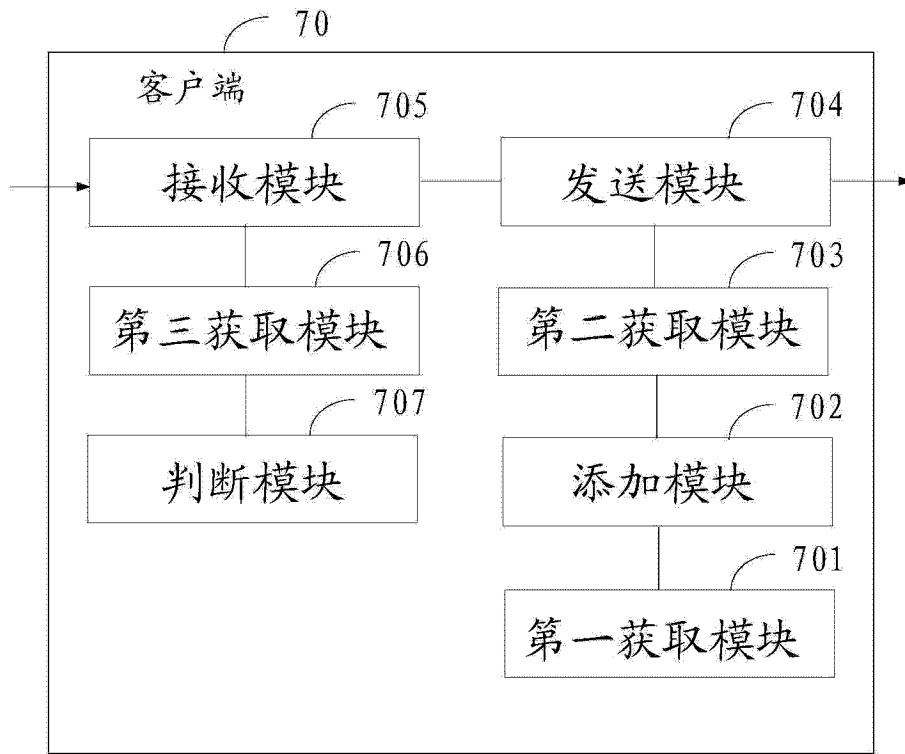 70
客户端
705
704
接收模块
发送模块
706
703
第三获取模块
第二获取模块
707
702
判断模块
添加模块
701
第一获取模块